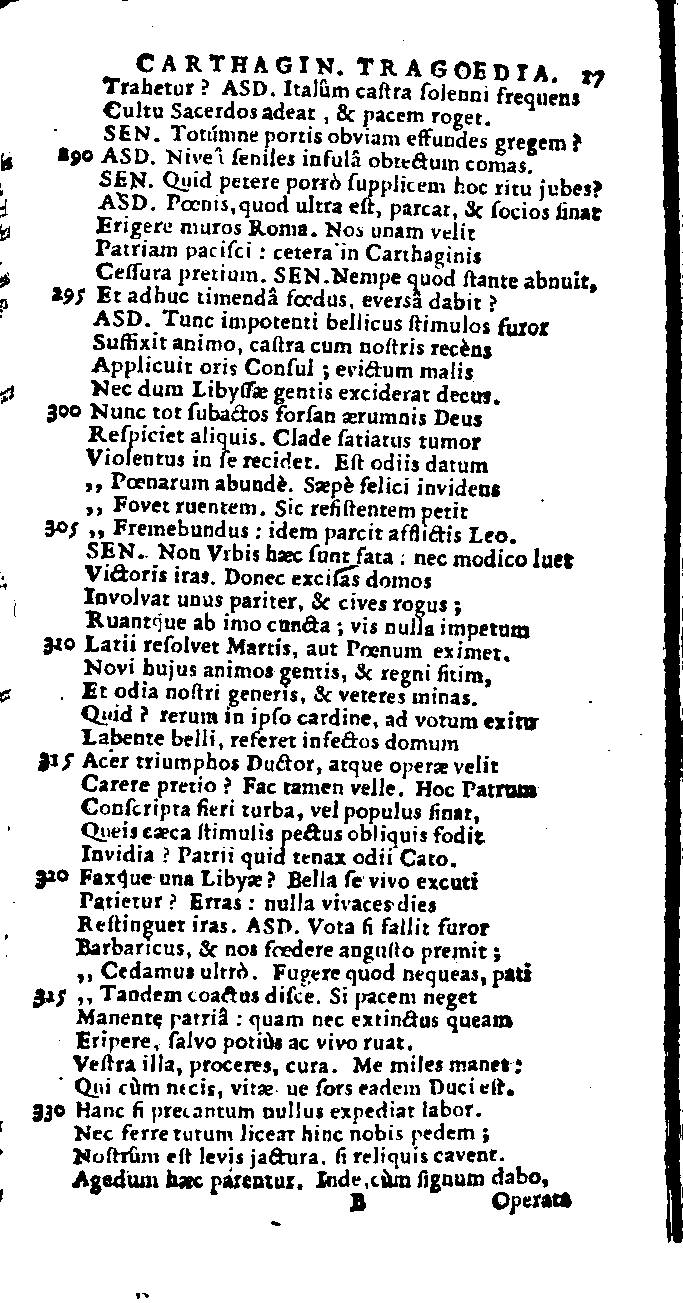 CARTHAGIN. TRAGOEDIA. 17
Trahetur ? ASD. Italûm caſtra ſolenni frequens
Cultu Sacerdos adeat , & pacem roget.
SEN. Totúmne portis obviam effundes gregem ?
290 ASD. Niveî ſeniles inſulâ obtectum comas.
SEN. Quid petere porrò ſupplicem hoc ritu jubes?
ASD. Pœnis, quod ultra eſt, parcat, & ſocios ſinat
Erigere muros Roma. Nos unam velit
Patriam paciſci : cetera in Carthaginis
Ceſſura pretium. SEN. Nempe quod ſtante abnuit,
295 Et adhuc timendâ fœdus, eversâ dabit ?
ASD. Tunc impotenti bellicus ſtimulos furor
Suffixit animo, caſtra cum noſtris recèns
Applicuit oris Conſul ; evictum malis
Nec dum Libyſſæ gentis exciderat decus.
300 Nunc tot ſubactos forſan ærumnis Deus
Reſpiciet aliquis. Clade ſatiatus tumor
Violentus in ſe recidet. Eſt odiis datum
,, Pœnarum abundè. Sæpè felici invidens
,, Fovet ruentem. Sic reſiſtentem petit
305 ,, Fremebundus : idem parcit afflictis Leo.
SEN. Non Vrbis hæc ſunt fata : nec modico luet
Victoris iras. Donec exciſas domos
Involvat unus pariter, & cives rogus ;
Ruantque ab imo cuncta ; vis nulla impetum
310 Latii reſolvet Martis, aut Pœnum eximet.
Novi hujus animos gentis, & regni ſitim,
Et odia noſtri generis, & veteres minas.
Quid ? rerum in ipſo cardine, ad votum exitur
Labente belli, referet infectos domum
315 Acer triumphos Ductor, atque operæ velit
Carere pretio ? Fac tamen velle. Hoc Patrum
Conſcripta fieri turba, vel populus ſinat,
Queis cæca ſtimulis pectus obliquis fodit
Invidia ? Patrii quid tenax odii Cato.
320 Faxque una Libyæ ? Bella ſe vivo excuti
Patietur ? Erras : nulla vivaces dies
Reſtinguet iras. ASD. Vota ſi fallit furor
Barbaricus, & nos fœdere anguſto premit ;
,, Cedamus ultrò. Fugere quod nequeas, pati
315 ,, Tandem coactus diſce. Si pacem neget
Manente patriâ : quam nec extinctus queam
Eripere, ſalvo potiùs ac vivo ruat.
Veſtra illa, proceres, cura. Me miles manet ;
Qui cùm necis, vitæ ue ſors eadem Duci eſt.
330 Hanc ſi precantum nullus expediat labor.
Nec ferre tutum liceat hinc nobis pedem ;
Noſtrûm eſt levis jactura, ſi reliquis cavent.
Agedum hæc parentur. Inde, cùm ſignum dabo,
B Operata